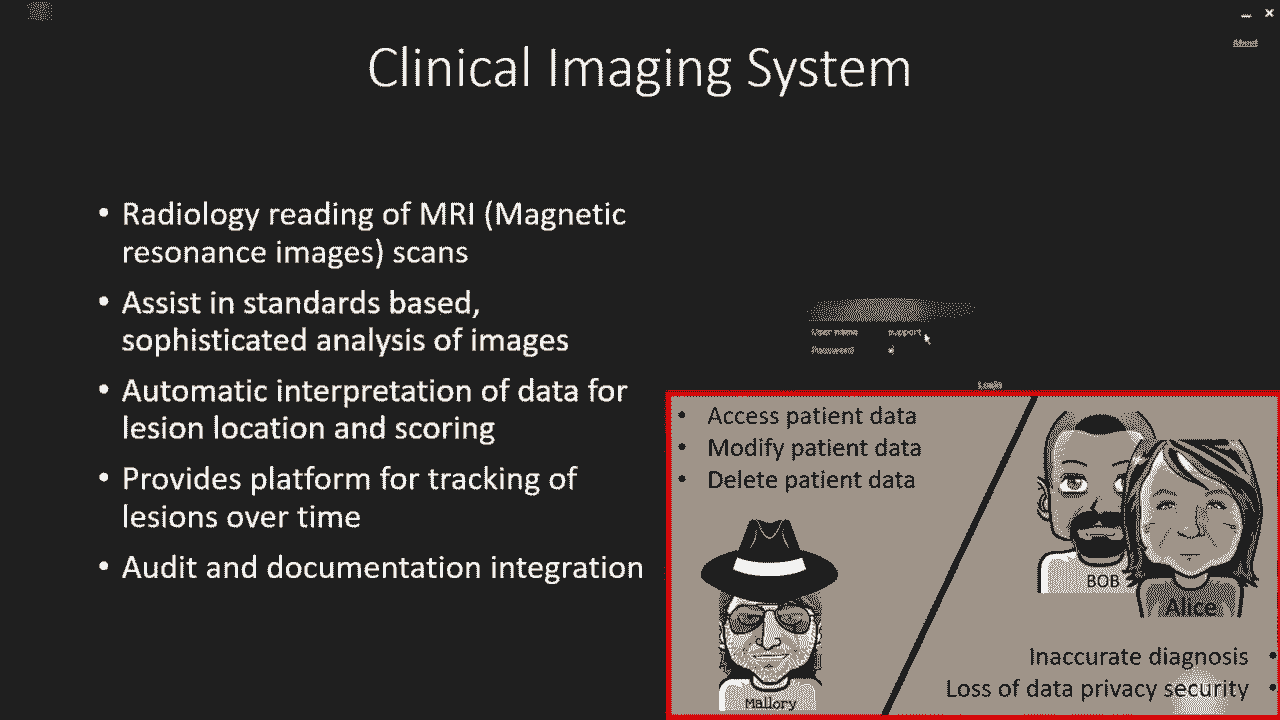 About
Clinical Imaging System
• Radiology reading of MRI (Magnetic
resonance images) scans
• Assist in standards based,
sophisticated analysis of images
• Automatic interpretation of data for
lesion location and scoring
• Provides platform for tracking of
lesions over time
• Audit and documentation integration
User name support
Password
Login
• Access patient data
• Modify patient data
• Delete patient data
Mallory
BOB
Alice
Inaccurate diagnosis •
Loss of data privacy security •